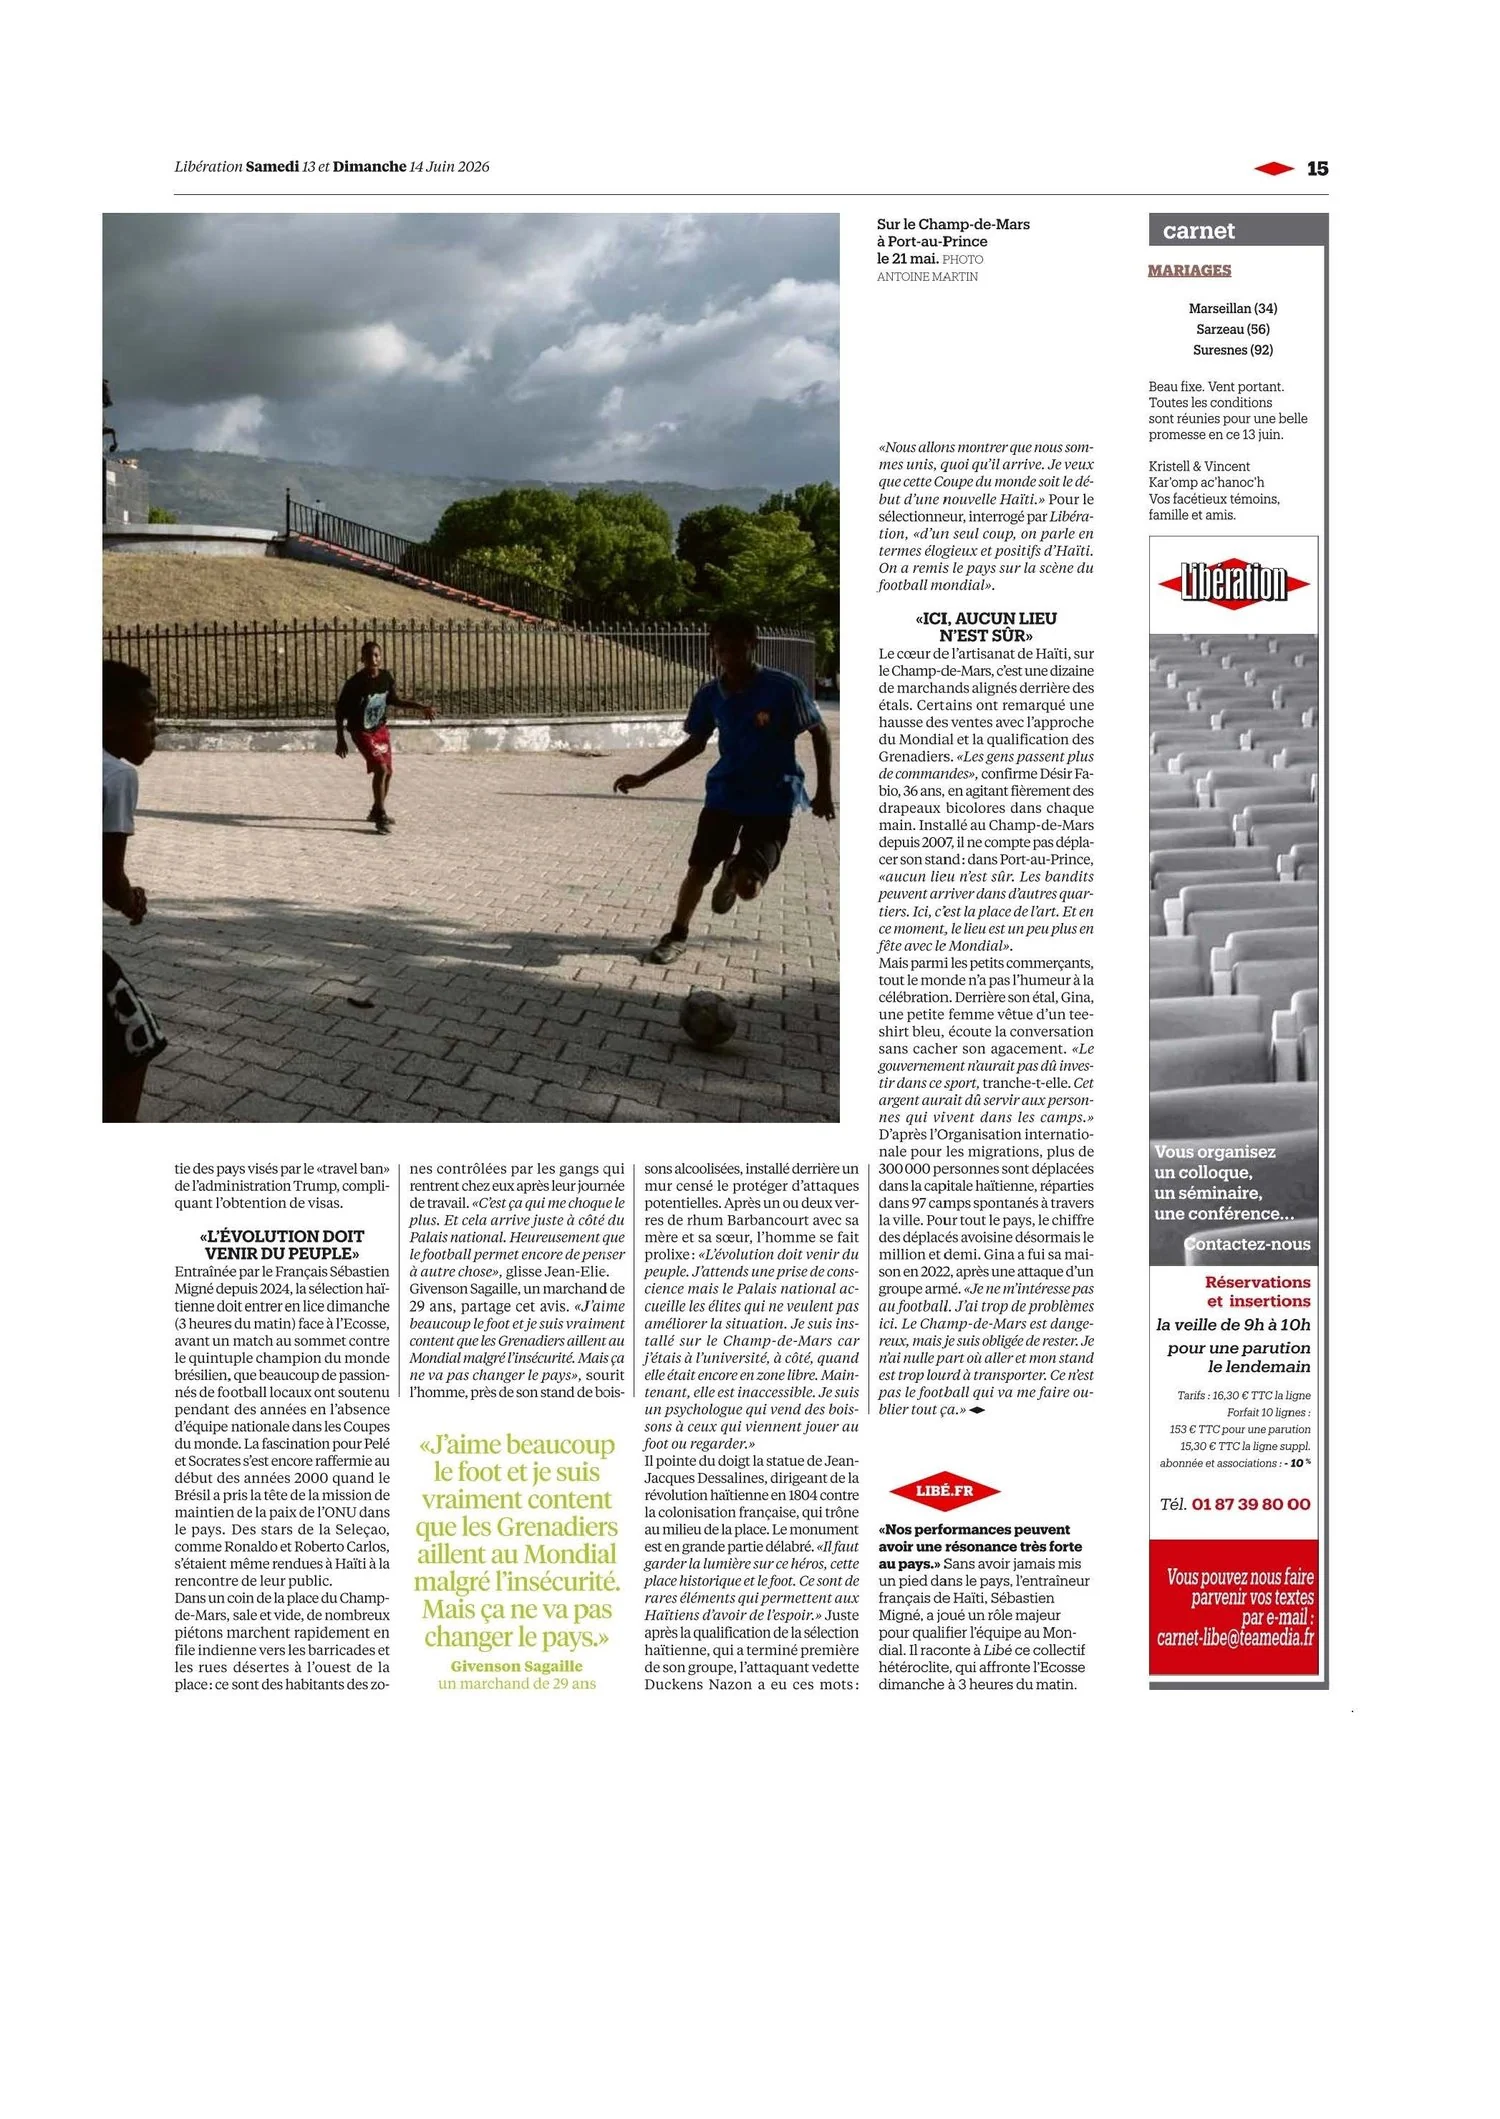 Libération Samedi 13 et Dimanche 14 Juin 2026
15
Sur le Champ-de-Mars
à Port-au-Prince
le 21 mai. PHOTO
ANTOINE MARTIN
tie des pays visés par le «travel ban»
de l’administration Trump, compli-
quant l’obtention de visas.
«L’ÉVOLUTION DOIT
VENIR DU PEUPLE»
Entraînée par le Français Sébastien
Migné depuis 2024, la sélection haï-
tienne doit entrer en lice dimanche
(3 heures du matin) face à l’Ecosse,
avant un match au sommet contre
le quintuple champion du monde
brésilien, que beaucoup de passion-
nés de football locaux ont soutenu
pendant des années en l’absence
d’équipe nationale dans les Coupes
du monde. La fascination pour Pelé
et Socrates s’est encore raffermie au
début des années 2000 quand le
Brésil a pris la tête de la mission de
maintien de la paix de l’ONU dans
le pays. Des stars de la Seleçao,
comme Ronaldo et Roberto Carlos,
s’étaient même rendues à Haïti à la
rencontre de leur public.
Dans un coin de la place du Champ-
de-Mars, sale et vide, de nombreux
piétons marchent rapidement en
file indienne vers les barricades et
les rues désertes à l’ouest de la
place: ce sont des habitants des zo-
nes contrôlées par les gangs qui
rentrent chez eux après leur journée
de travail. «C’est ça qui me choque le
plus. Et cela arrive juste à côté du
Palais national. Heureusement que
le football permet encore de penser
à autre chose», glisse Jean-Elie.
Givenson Sagaille, un marchand de
29 ans, partage cet avis. «J’aime
beaucoup le foot et je suis vraiment
content que les Grenadiers aillent au
Mondial malgré l’insécurité. Mais ça
ne va pas changer le pays», sourit
l’homme, près de son stand de bois-
«J’aime beaucoup
le foot et je suis
vraiment content
que les Grenadiers
aillent au Mondial
malgré l’insécurité.
Mais ça ne va pas
changer le pays.»
Givenson Sagaille
un marchand de 29 ans
sons alcoolisées, installé derrière un
mur censé le protéger d’attaques
potentielles. Après un ou deux ver-
res de rhum Barbancourt avec sa
mère et sa sœur, l’homme se fait
prolixe: «L’évolution doit venir du
peuple. J’attends une prise de cons-
cience mais le Palais national ac-
cueille les élites qui ne veulent pas
améliorer la situation. Je suis ins-
tallé sur le Champ-de-Mars car
j’étais à l’université, à côté, quand
elle était encore en zone libre. Main-
tenant, elle est inaccessible. Je suis
un psychologue qui vend des bois-
sons à ceux qui viennent jouer au
foot ou regarder.»
Il pointe du doigt la statue de Jean-
Jacques Dessalines, dirigeant de la
révolution haïtienne en 1804 contre
la colonisation française, qui trône
au milieu de la place. Le monument
est en grande partie délabré. «Il faut
garder la lumière sur ce héros, cette
place historique et le foot. Ce sont de
rares éléments qui permettent aux
Haïtiens d’avoir de l’espoir.» Juste
après la qualification de la sélection
haïtienne, qui a terminé première
de son groupe, l’attaquant vedette
Duckens Nazon a eu ces mots:
«Nous allons montrer que nous som-
mes unis, quoi qu’il arrive. Je veux
que cette Coupe du monde soit le dé-
but d’une nouvelle Haïti.» Pour le
sélectionneur, interrogé par Libéra-
tion, «d’un seul coup, on parle en
termes élogieux et positifs d’Haïti.
On a remis le pays sur la scène du
football mondial».
«ICI, AUCUN LIEU
N’EST SÛR»
Le cœur de l’artisanat de Haïti, sur
le Champ-de-Mars, c’est une dizaine
de marchands alignés derrière des
étals. Certains ont remarqué une
hausse des ventes avec l’approche
du Mondial et la qualification des
Grenadiers. «Les gens passent plus
de commandes», confirme Désir Fa-
bio, 36 ans, en agitant fièrement des
drapeaux bicolores dans chaque
main. Installé au Champ-de-Mars
depuis 2007, il ne compte pas dépla-
cer son stand: dans Port-au-Prince,
«aucun lieu n’est sûr. Les bandits
peuvent arriver dans d’autres quar-
tiers. Ici, c’est la place de l’art. Et en
ce moment, le lieu est un peu plus en
fête avec le Mondial».
Mais parmi les petits commerçants,
tout le monde n’a pas l’humeur à la
célébration. Derrière son étal, Gina,
une petite femme vêtue d’un tee-
shirt bleu, écoute la conversation
sans cacher son agacement. «Le
gouvernement n’aurait pas dû inves-
tir dans ce sport, tranche-t-elle. Cet
argent aurait dû servir aux person-
nes qui vivent dans les camps.»
D’après l’Organisation internatio-
nale pour les migrations, plus de
300 000 personnes sont déplacées
dans la capitale haïtienne, réparties
dans 97 camps spontanés à travers
la ville. Pour tout le pays, le chiffre
des déplacés avoisine désormais le
million et demi. Gina a fui sa mai-
son en 2022, après une attaque d’un
groupe armé. «Je ne m’intéresse pas
au football. J’ai trop de problèmes
ici. Le Champ-de-Mars est dange-
reux, mais je suis obligée de rester. Je
n’ai nulle part où aller et mon stand
est trop lourd à transporter. Ce n’est
pas le football qui va me faire ou-
blier tout ça.»
LIBÉ.FR
«Nos performances peuvent
avoir une résonance très forte
au pays.» Sans avoir jamais mis
un pied dans le pays, l’entraîneur
français de Haïti, Sébastien
Migné, a joué un rôle majeur
pour qualifier l’équipe au Mon-
dial. Il raconte à Libé ce collectif
hétéroclite, qui affronte l’Ecosse
dimanche à 3 heures du matin.
carnet
MARIAGES
Marseillan (34)
Sarzeau (56)
Suresnes (92)
Beau fixe. Vent portant.
Toutes les conditions
sont réunies pour une belle
promesse en ce 13 juin.
Kristell & Vincent
Kar’omp ac’hanoc’h
Vos facétieux témoins,
famille et amis.
Libération
Vous organisez
un colloque,
un séminaire,
une conférence...
Contactez-nous
Réservations
et insertions
la veille de 9h à 10h
pour une parution
le lendemain
Tarifs : 16,30 € TTC la ligne
Forfait 10 lignes :
153 € TTC pour une parution
15,30 € TTC la ligne suppl.
abonnée et associations : - 10 %
Tél. 01 87 39 80 00
Vous pouvez nous faire
parvenir vos textes
par e-mail :
carnet-libe@teamedia.fr